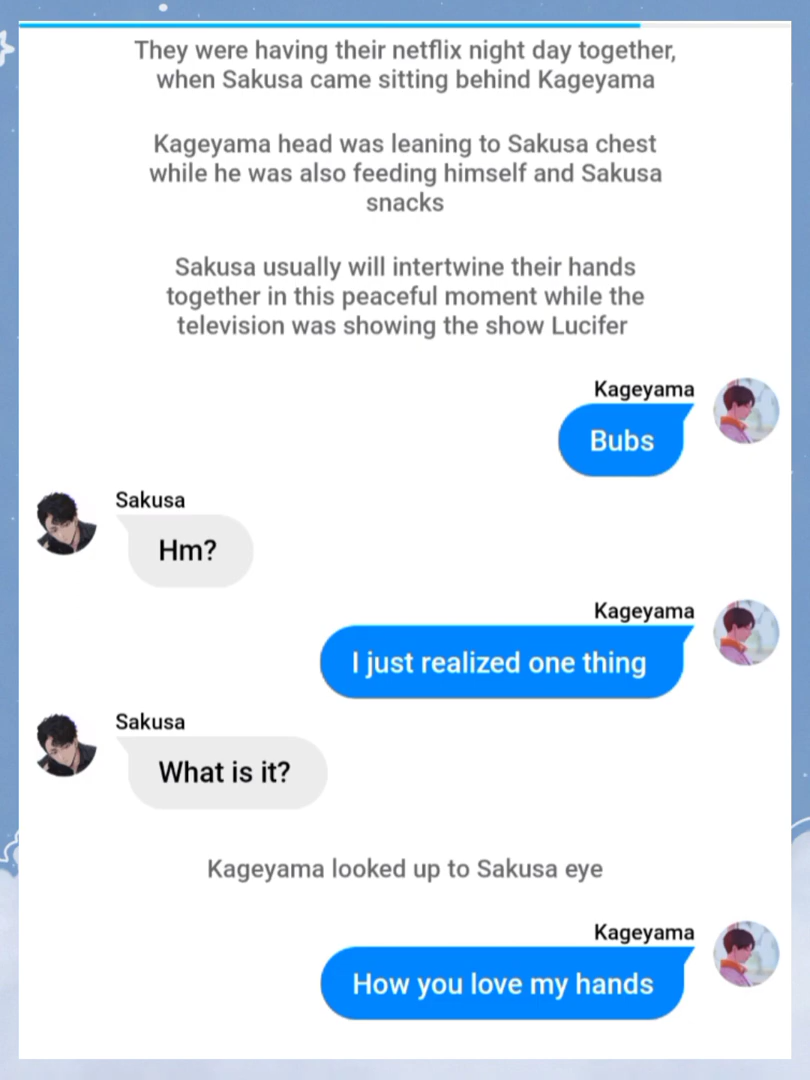 They were having their netflix night day together,
when Sakusa came sitting behind Kageyama
Kageyama head was leaning to Sakusa chest
while he was also feeding himself and Sakusa
snacks
Sakusa usually will intertwine their hands
together in this peaceful moment while the
television was showing the show Lucifer
Kageyama
Bubs
Sakusa
Hm?
Kageyama
I just realized one thing
Sakusa
What is it?
Kageyama looked up to Sakusa eye
Kageyama
How you love my hands